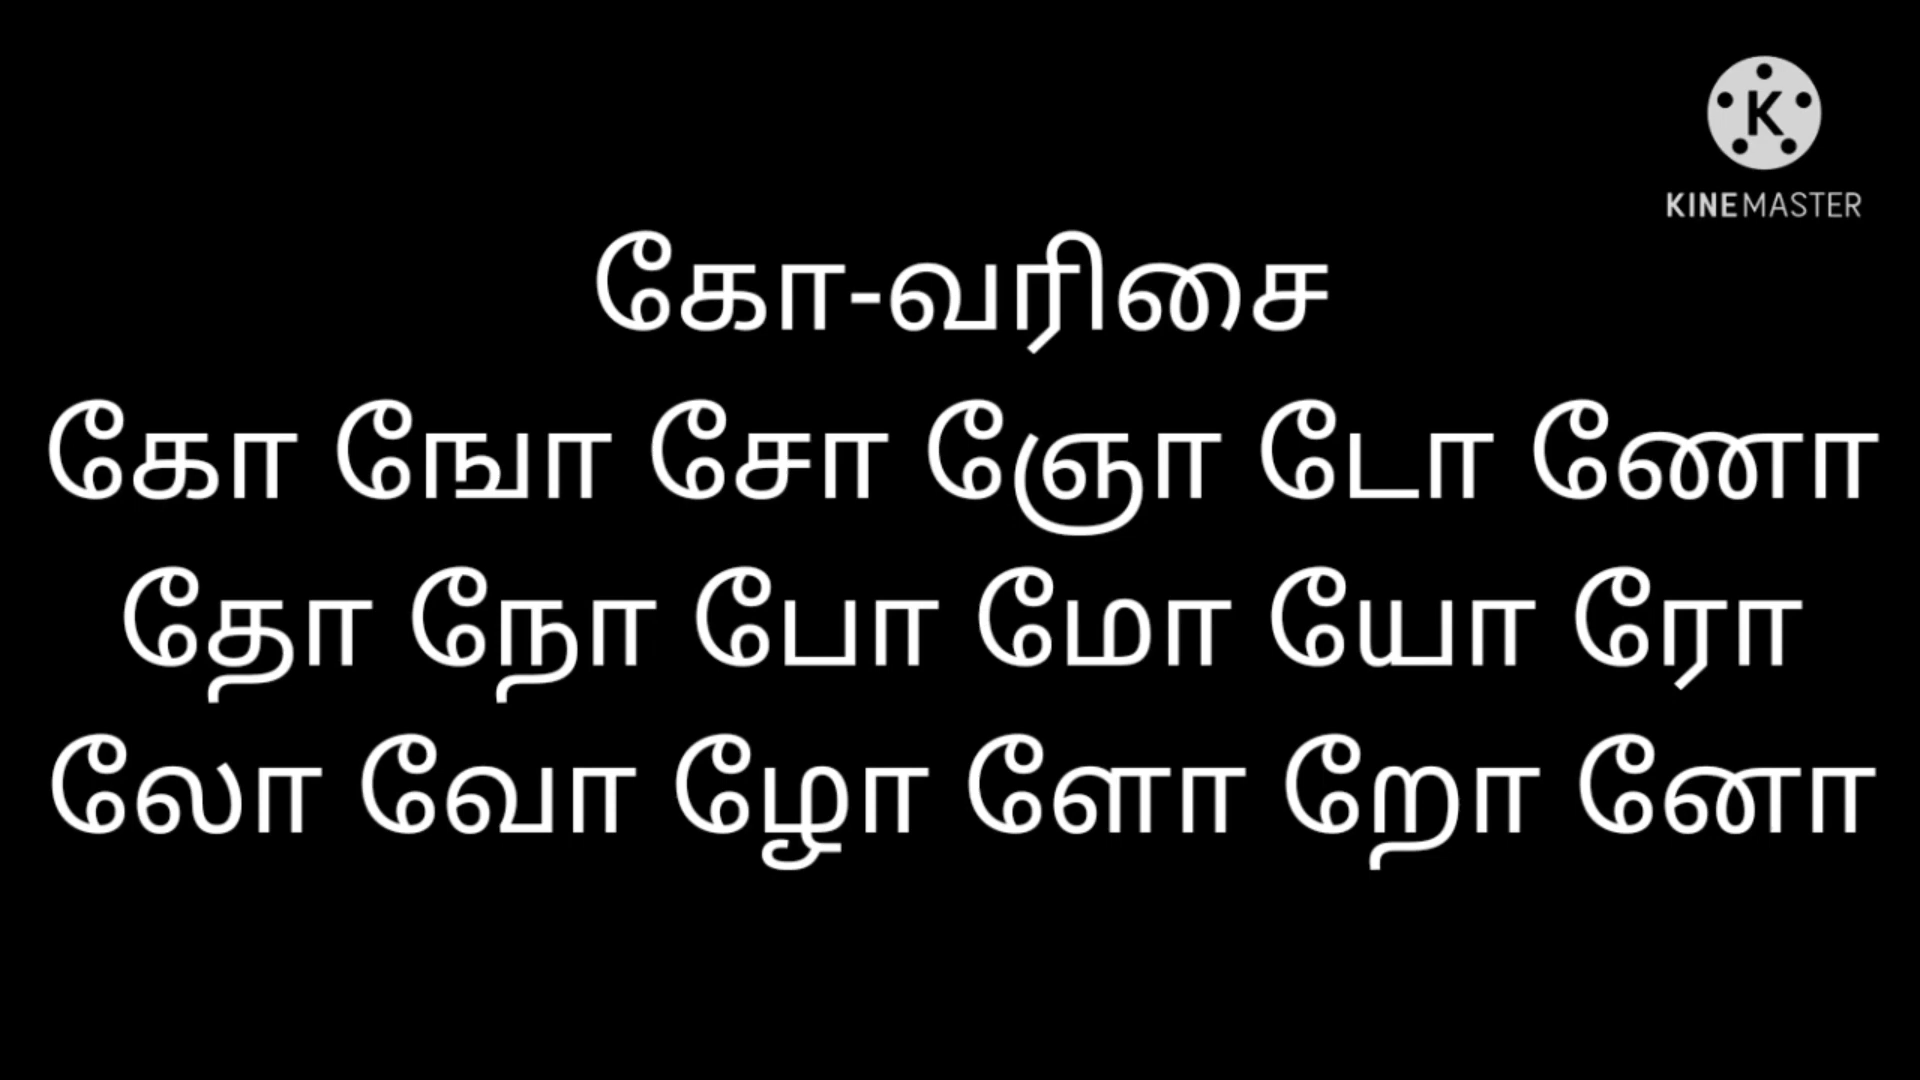 K
KINEMASTER
கோ-வரிசை
கோ ஙோ சோ ஞோ டோ ணோ
தோ நோ போ மோ யோ ரோ
லோ வோ ழோ ளோ றோ னோ